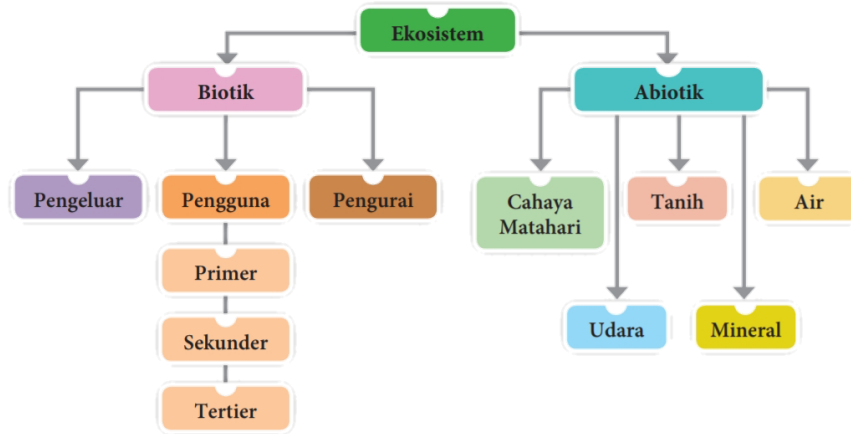 Ekosistem
Biotik
Abiotik
Pengeluar
Pengguna
Pengurai
Cahaya
Matahari
Tanih
Air
Primer
Sekunder
Tertier
Udara
Mineral